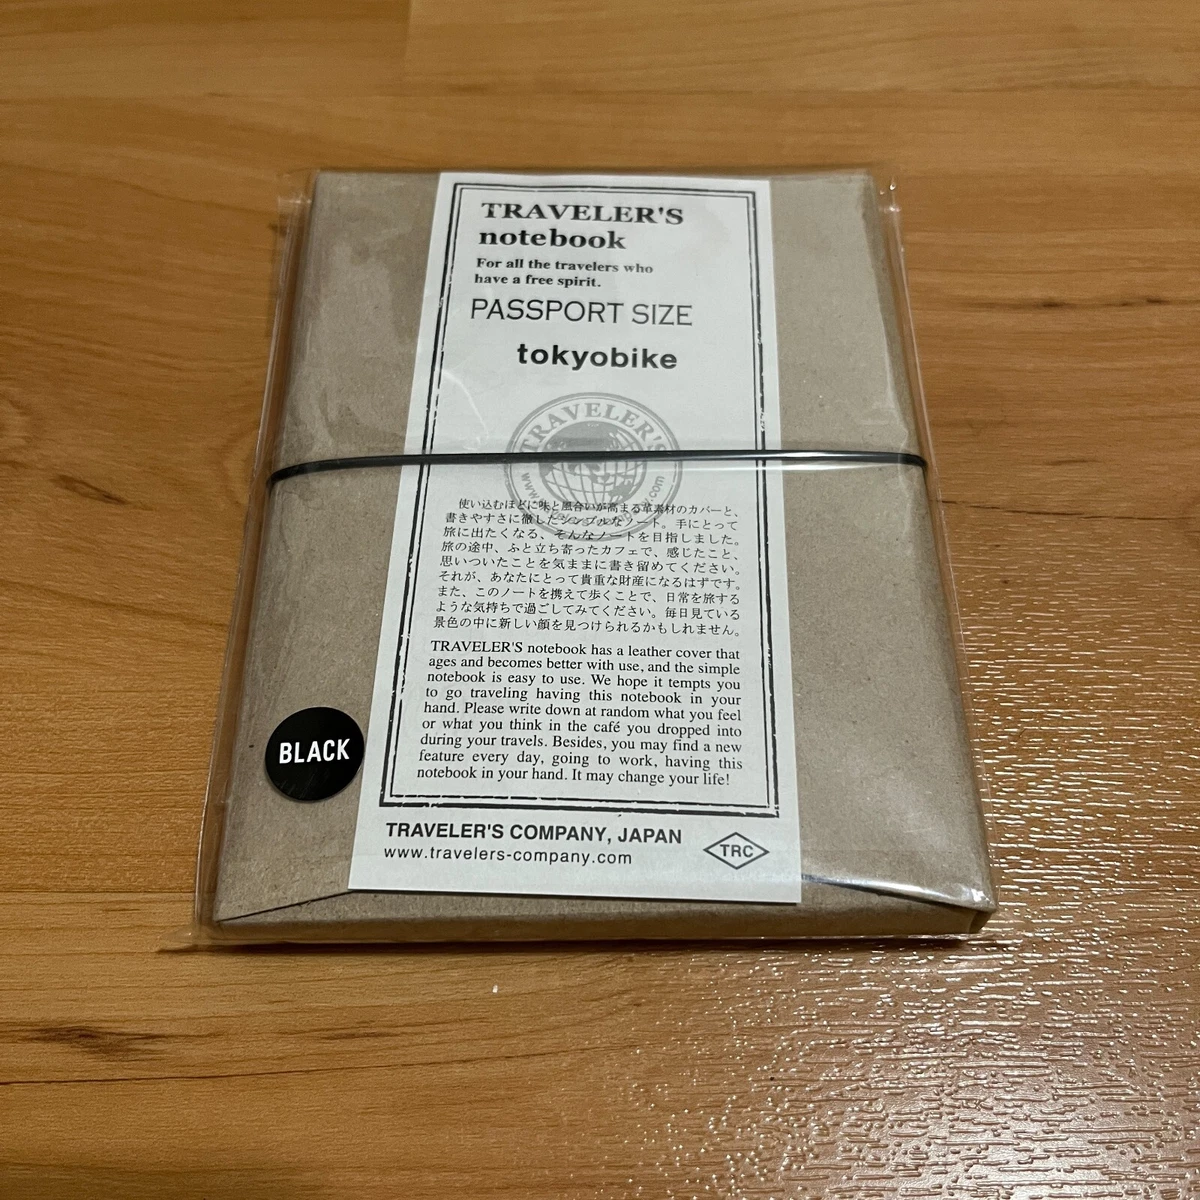 TRAVELER'S
notebook
For all the travelers who
have a free spirit.
PASSPORT SIZE
tokyobike
TRAVELER'S
使い込むほどに味と風合いが高まる革素材のカバーと、
書きやすさに徹したシンプルなノート。手にとって
旅に出たくなる、そんなノートを目指しました。
旅の途中、ふと立ち寄ったカフェで、感じたこと、
思いついたことを気ままに書き留めてください。
それが、あなたにとって貴重な財産になるはずです。
また、このノートを携えて歩くことで、日常を旅する
ような気持ちで過ごしてみてください。毎日見ている
景色の中に新しい顔を見つけられるかもしれません。
TRAVELER'S notebook has a leather cover that
ages and becomes better with use, and the simple
notebook is easy to use. We hope it tempts you
to go traveling having this notebook in your
hand. Please write down at random what you feel
or what you think in the café you dropped into
during your travels. Besides, you may find a new
feature every day, going to work, having this
notebook in your hand. It may change your life!
BLACK
TRAVELER'S COMPANY, JAPAN
www.travelers-company.com
TRC